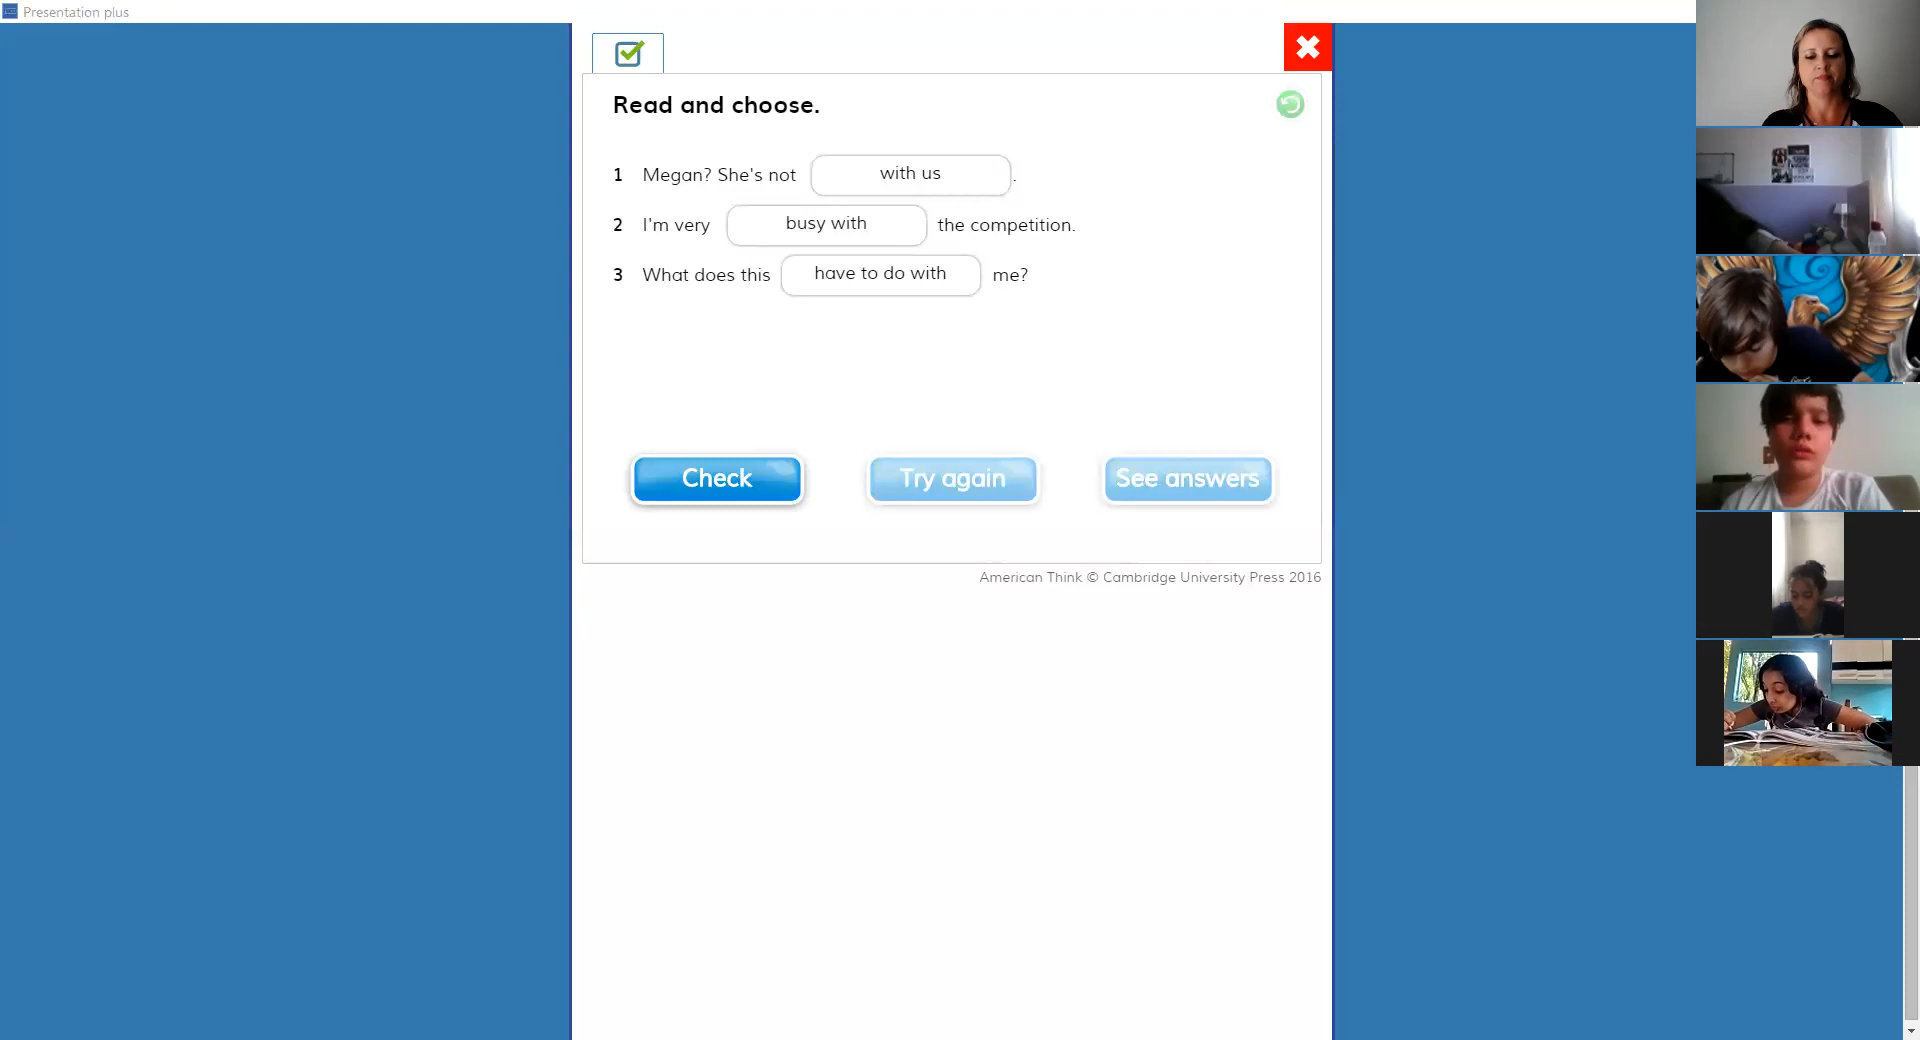 Presentation plus
Read and choose.
1 Megan? She's not with us.
2 I'm very busy with the competition.
3 What does this have to do with me?
Check Try again See answers
American Think © Cambridge University Press 2016